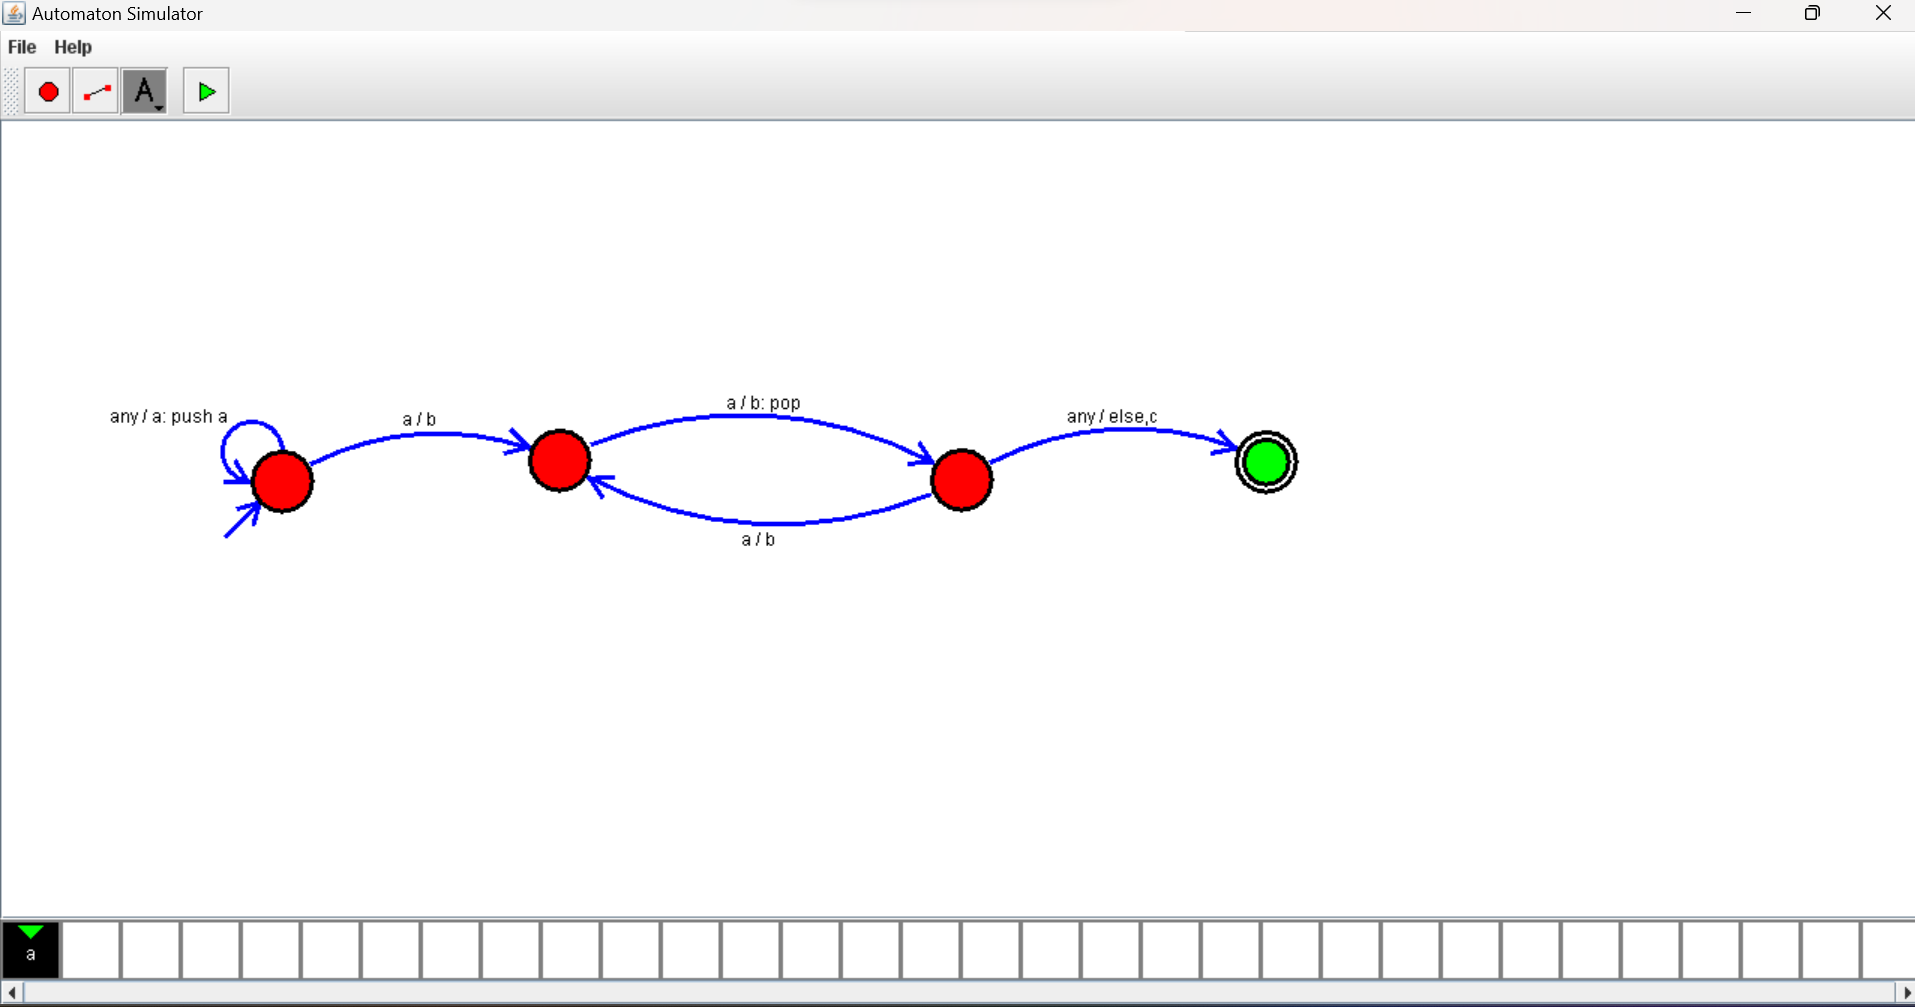 Automaton Simulator
File Help
A
any / a: push a
a / b
a / b: pop
any / else,c
a / b
a